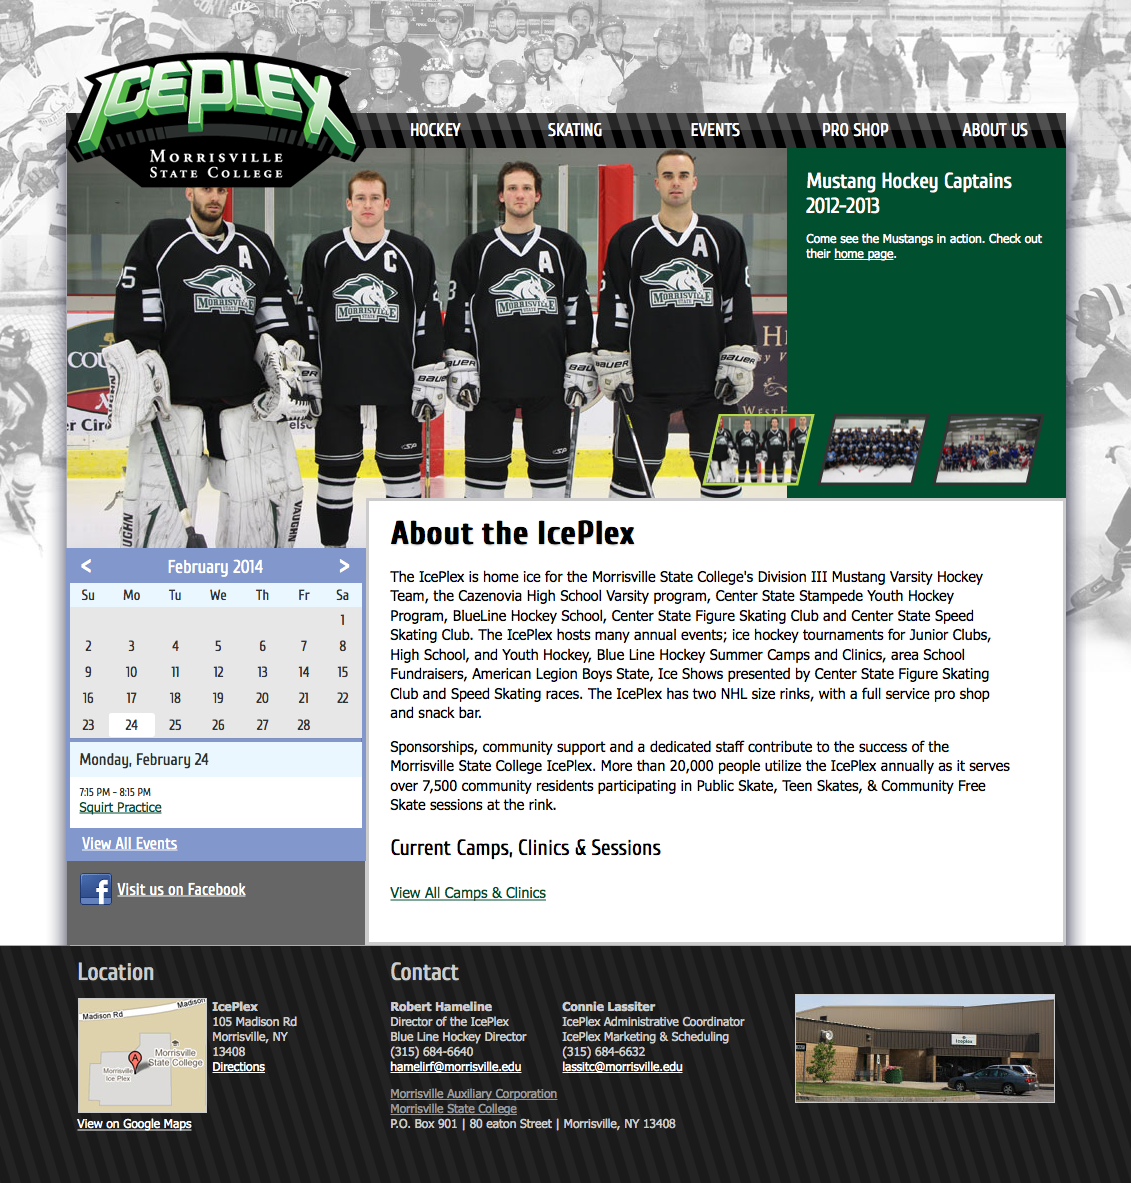 ICEPLEX
MORRISVILLE
STATE COLLEGE
HOCKEY SKATING EVENTS PRO SHOP ABOUT US
Mustang Hockey Captains
2012-2013
Come see the Mustangs in action. Check out
their home page.
A C A A
MORRISVILLE STATE
MORRISVILLE STATE
MORRISVILLE STATE
MORRISVILLE STATE
BAUER
BAUER
BAUER
VAUGHN
About the IcePlex
The IcePlex is home ice for the Morrisville State College's Division III Mustang Varsity Hockey
Team, the Cazenovia High School Varsity program, Center State Stampede Youth Hockey
Program, BlueLine Hockey School, Center State Figure Skating Club and Center State Speed
Skating Club. The IcePlex hosts many annual events; ice hockey tournaments for Junior Clubs,
High School, and Youth Hockey, Blue Line Hockey Summer Camps and Clinics, area School
Fundraisers, American Legion Boys State, Ice Shows presented by Center State Figure Skating
Club and Speed Skating races. The IcePlex has two NHL size rinks, with a full service pro shop
and snack bar.
Sponsorships, community support and a dedicated staff contribute to the success of the
Morrisville State College IcePlex. More than 20,000 people utilize the IcePlex annually as it serves
over 7,500 community residents participating in Public Skate, Teen Skates, & Community Free
Skate sessions at the rink.
Current Camps, Clinics & Sessions
View All Camps & Clinics
< February 2014 >
Su Mo Tu We Th Fr Sa
1
2 3 4 5 6 7 8
9 10 11 12 13 14 15
16 17 18 19 20 21 22
23 24 25 26 27 28
Monday, February 24
7:15 PM - 8:15 PM
Squirt Practice
View All Events
f Visit us on Facebook
Location
Madison Rd
Madison
Morrisville
State College
A
Morrisville
Ice Plex
View on Google Maps
IcePlex
105 Madison Rd
Morrisville, NY
13408
Directions
Contact
Robert Hameline
Director of the IcePlex
Blue Line Hockey Director
(315) 684-6640
hamelirf@morrisville.edu
Connie Lassiter
IcePlex Administrative Coordinator
IcePlex Marketing & Scheduling
(315) 684-6632
lassitc@morrisville.edu
Morrisville Auxiliary Corporation
Morrisville State College
P.O. Box 901 | 80 eaton Street | Morrisville, NY 13408
Iceplex